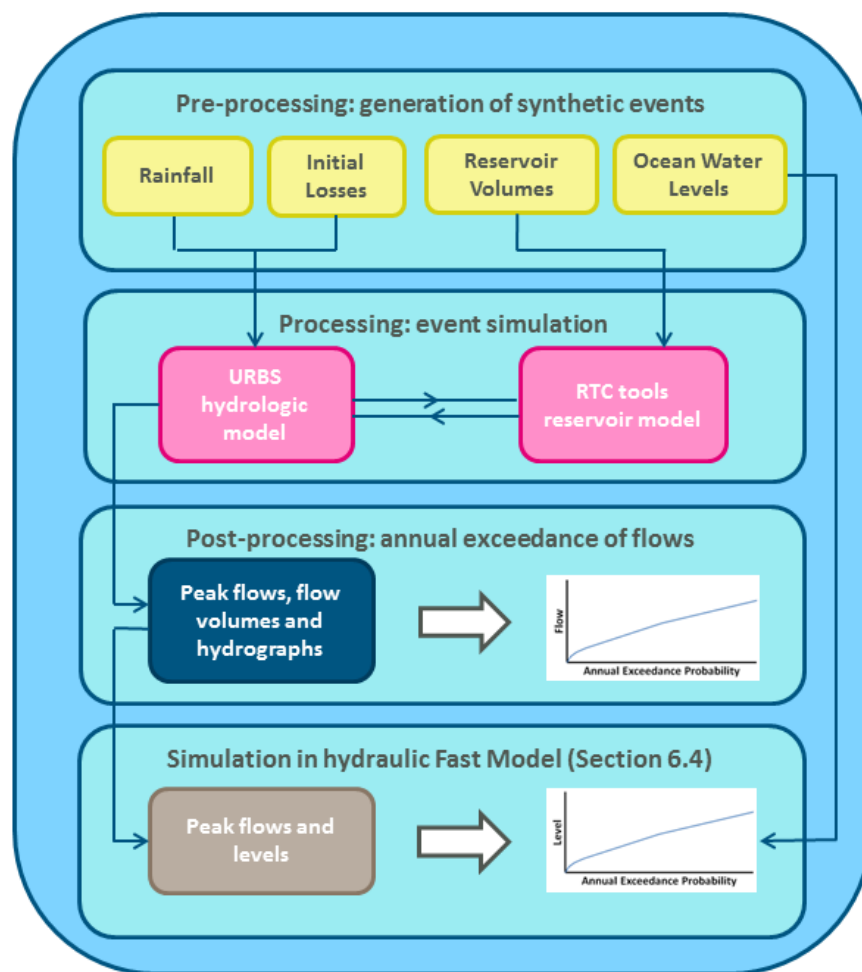 Pre-processing: generation of synthetic events
Rainfall
Initial
Losses
Reservoir
Volumes
Ocean Water
Levels
Processing: event simulation
URBS
hydrologic
model
RTC tools
reservoir model
Post-processing: annual exceedance of flows
Peak flows, flow
volumes and
hydrographs
Flow
Annual Exceedance Probability
Simulation in hydraulic Fast Model (Section 6.4)
Peak flows and
levels
Level
Annual Exceedance Probability